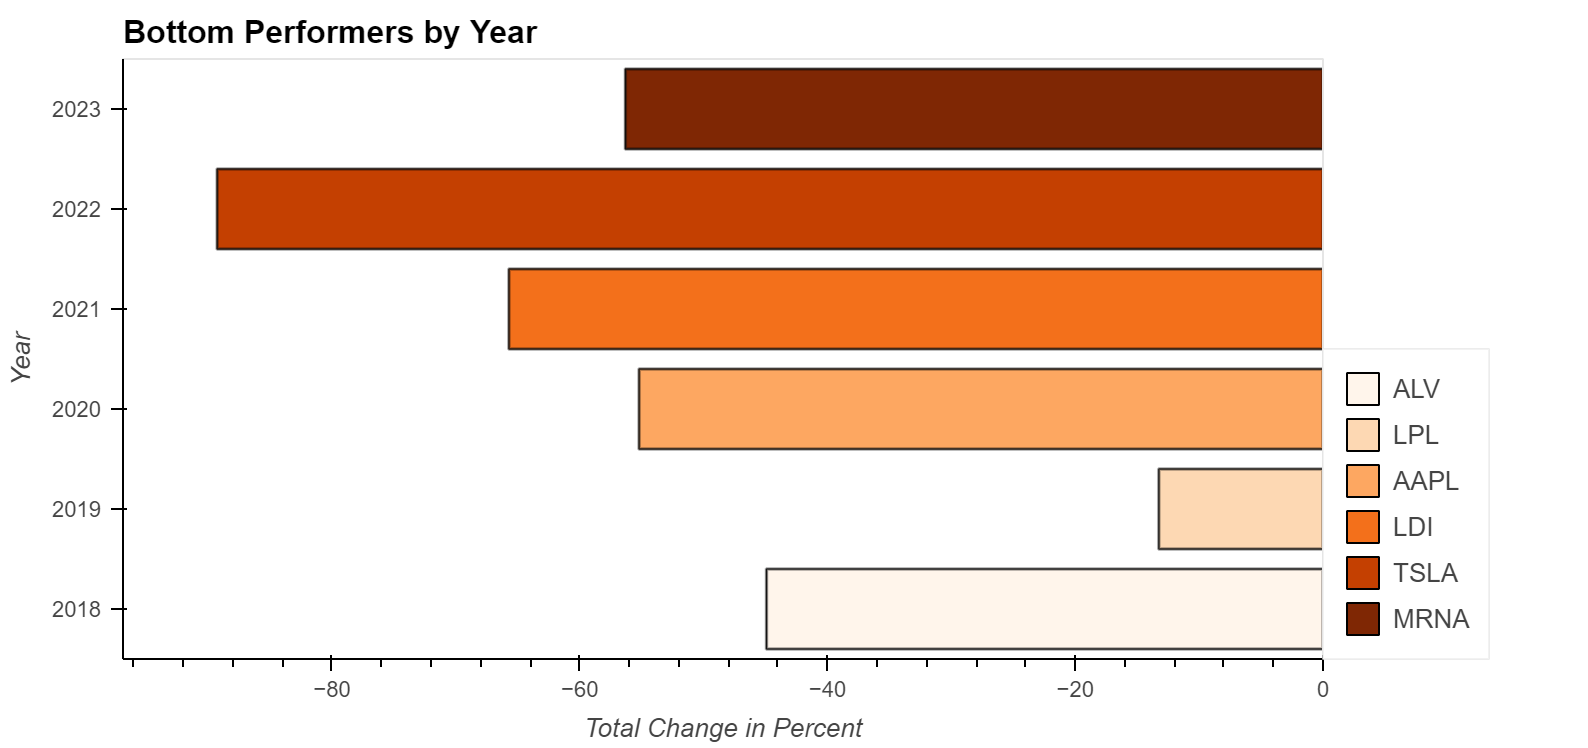 Bottom Performers by Year
2023
2022
2021
2020
2019
2018
Year
−80
−60
−40
−20
0
Total Change in Percent
ALV
LPL
AAPL
LDI
TSLA
MRNA